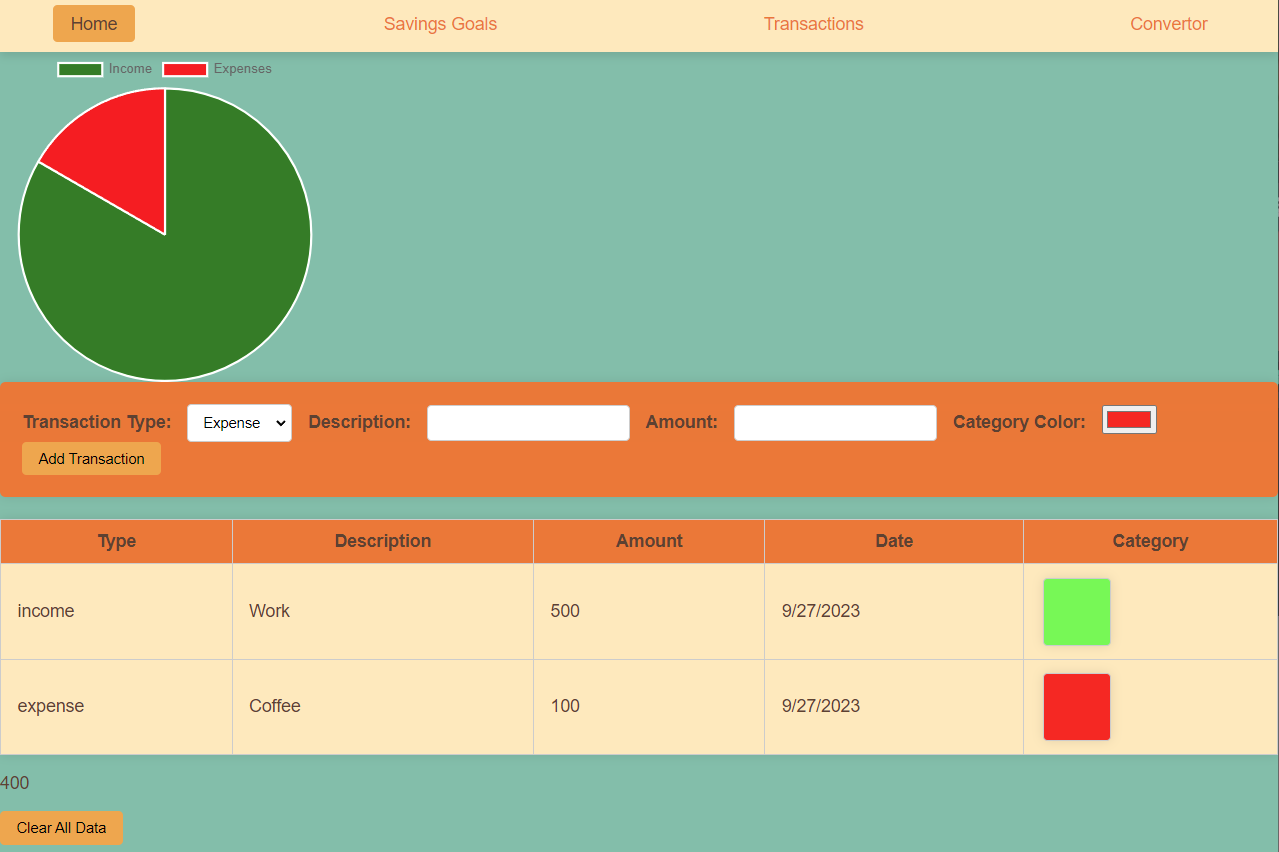 Home Savings Goals Transactions Convertor
Income Expenses
Transaction Type: Expense Description: Amount: Category Color:
Add Transaction
Type Description Amount Date Category
income Work 500 9/27/2023
expense Coffee 100 9/27/2023
400
Clear All Data